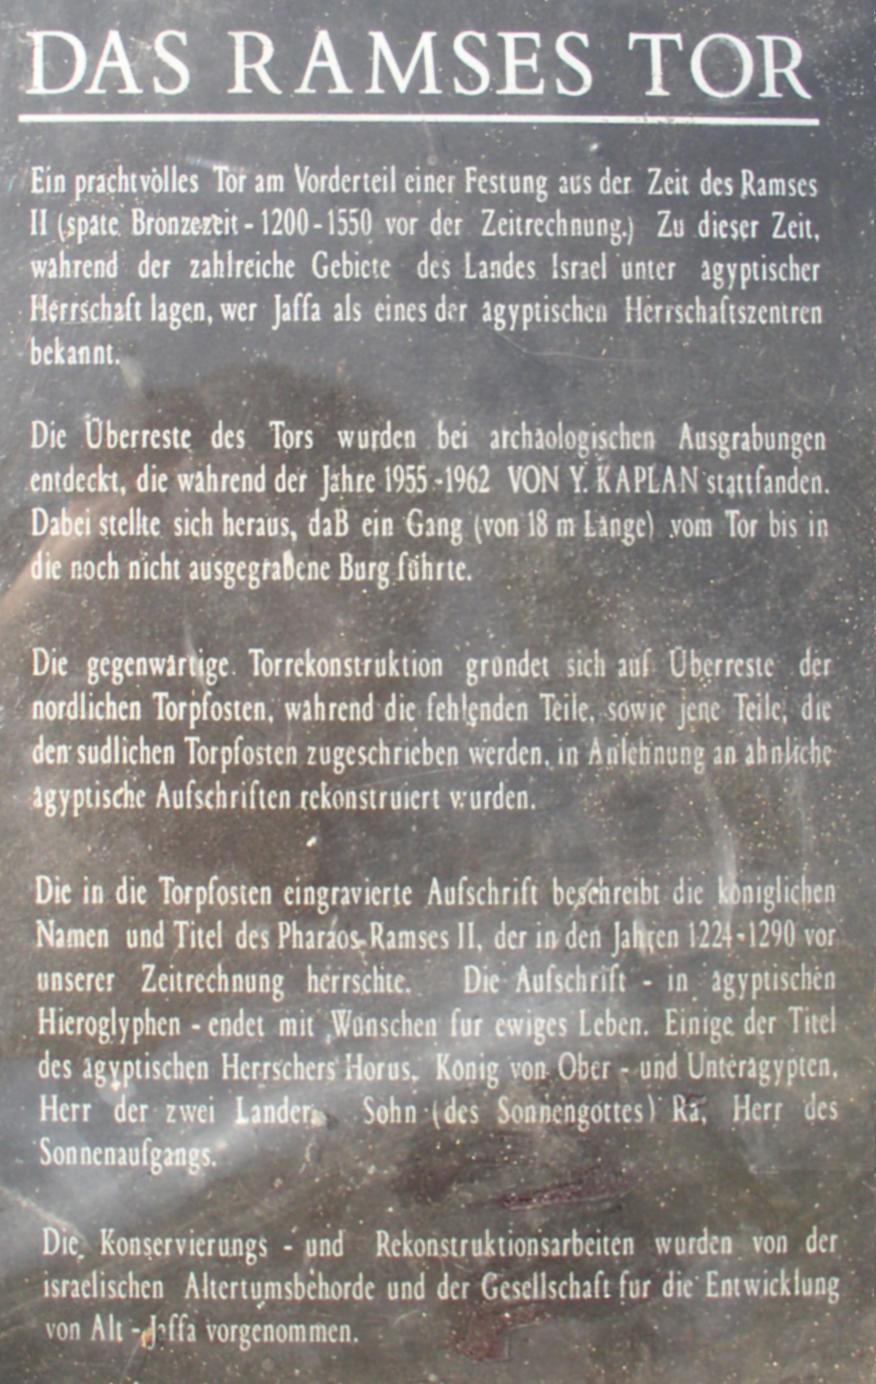 DAS RAMSES TOR
Ein prachtvolles Tor am Vorderteil einer Festung aus der Zeit des Ramses
II (spate Bronzezeit - 1200 - 1550 vor der Zeitrechnung.) Zu dieser Zeit,
wahrend der zahlreiche Gebiete des Landes Israel unter agyptischer
Herrschaft lagen, wer Jaffa als eines der agyptischen Herrschaftszentren
bekannt.
Die Überreste des Tors wurden bei archaologischen Ausgrabungen
entdeckt, die wahrend der Jahre 1955 - 1962 VON Y. KAPLAN stattfanden.
Dabei stellte sich heraus, daB ein Gang (von 18 m Lange) vom Tor bis in
die noch nicht ausgegrabene Burg fuhrte.
Die gegenwartige Torrekonstruktion grundet sich auf Überreste der
nordlichen Torpfosten, wahrend die fehlenden Teile, sowie jene Teile, die
den sudlichen Torpfosten zugeschrieben werden, in Anlehnung an ahnliche
agyptische Aufschriften rekonstruiert wurden.
Die in die Torpfosten eingravierte Aufschrift beschreibt die koniglichen
Namen und Titel des Pharaos Ramses II, der in den Jahren 1224 - 1290 vor
unserer Zeitrechnung herrschte. Die Aufschrift - in agyptischen
Hieroglyphen - endet mit Wunschen fur ewiges Leben. Einige der Titel
des agyptischen Herrschers Horus, Konig von Ober - und Unteragypten,
Herr der zwei Lander, Sohn (des Sonnengottes) Ra, Herr des
Sonnenaufgangs.
Die Konservierungs - und Rekonstruktionsarbeiten wurden von der
israelischen Altertumsbehorde und der Gesellschaft fur die Entwicklung
von Alt - Jaffa vorgenommen.